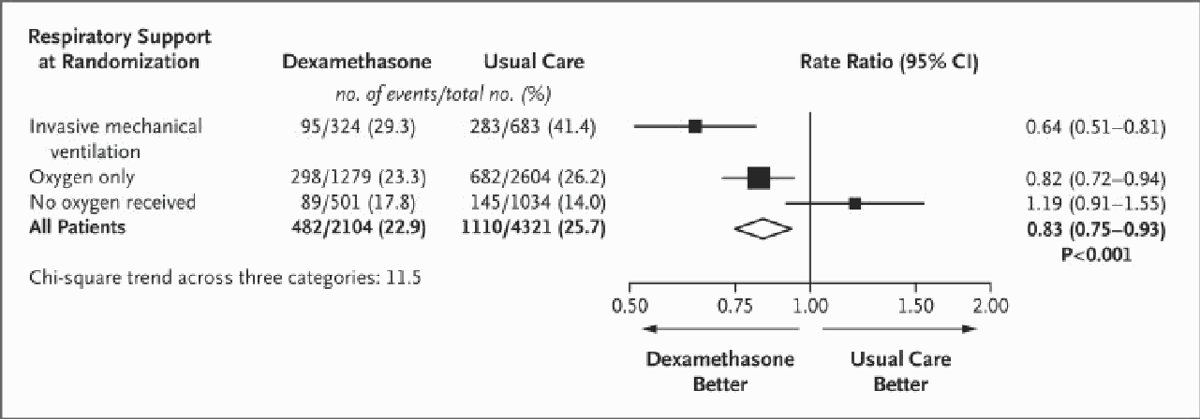 Respiratory Support
at Randomization Dexamethasone Usual Care Rate Ratio (95% CI)
no. of events/total no. (%)
Invasive mechanical 95/324 (29.3) 283/683 (41.4) 0.64 (0.51–0.81)
ventilation
Oxygen only 298/1279 (23.3) 682/2604 (26.2) 0.82 (0.72–0.94)
No oxygen received 89/501 (17.8) 145/1034 (14.0) 1.19 (0.91–1.55)
All Patients 482/2104 (22.9) 1110/4321 (25.7) 0.83 (0.75–0.93)
P<0.001
Chi-square trend across three categories: 11.5
0.50 0.75 1.00 1.50 2.00
Dexamethasone Usual Care
Better Better